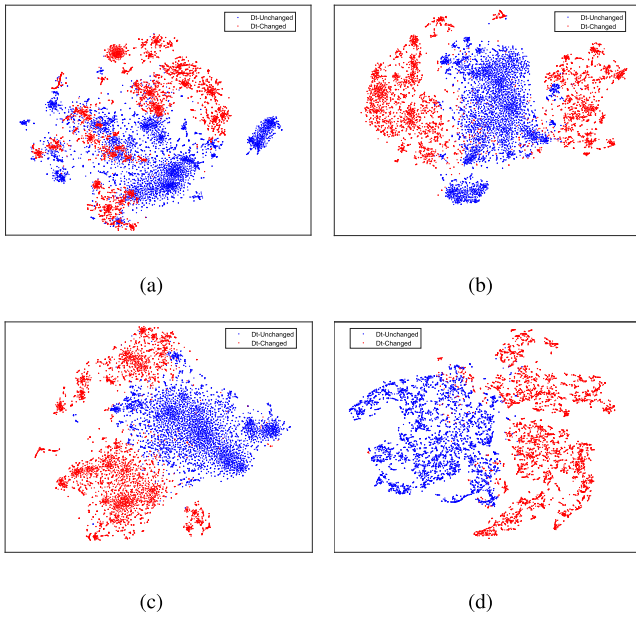 Dt-Unchanged
Dt-Changed
Dt-Unchanged
Dt-Changed
(a)
(b)
Dt-Unchanged
Dt-Changed
Dt-Unchanged
Dt-Changed
(c)
(d)